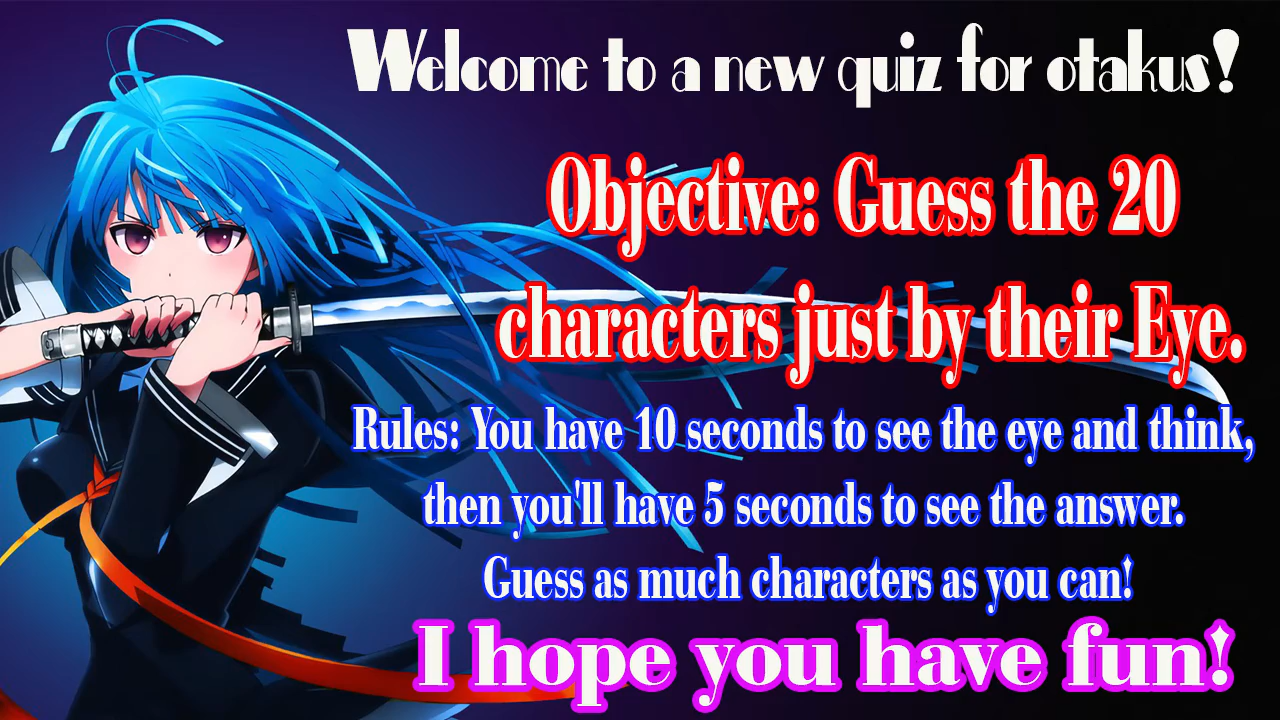 Welcome to a new quiz for otakus!
Objective: Guess the 20
characters just by their Eye.
Rules: You have 10 seconds to see the eye and think,
then you'll have 5 seconds to see the answer.
Guess as much characters as you can!
I hope you have fun!